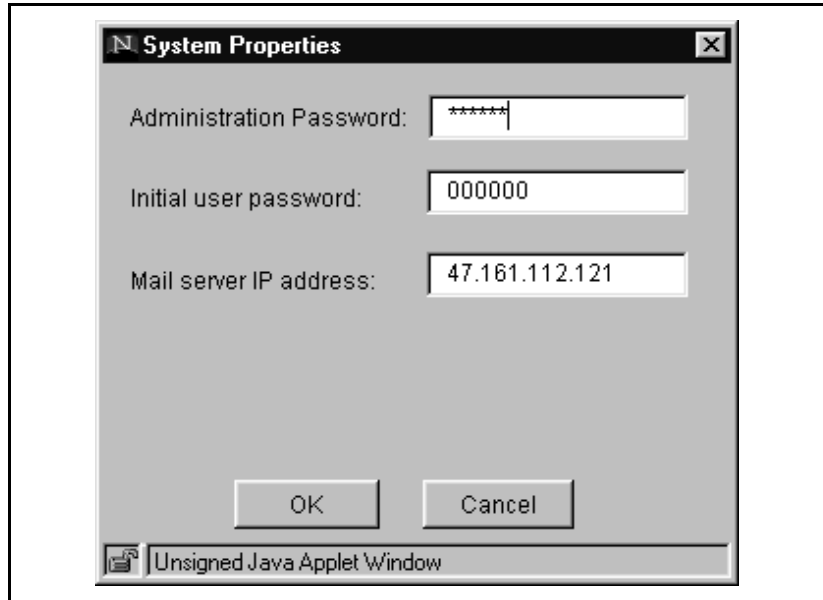 N System Properties
Administration Password: ******
Initial user password: 000000
Mail server IP address: 47.161.112.121
OK Cancel
Unsigned Java Applet Window